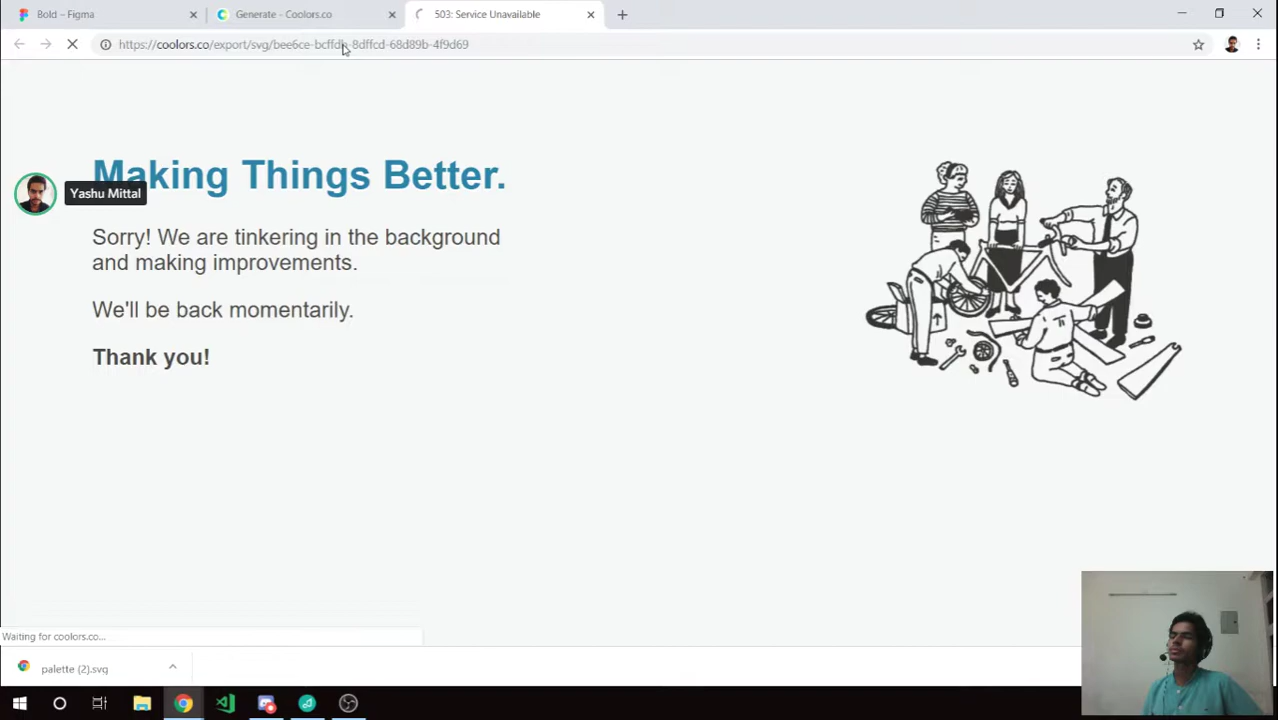 Bold – Figma
Generate - Coolors.co
503: Service Unavailable
https://coolors.co/export/svg/bee6ce-bcffdb-8dffcd-68d89b-4f9d69
Making Things Better.
Yashu Mittal
Sorry! We are tinkering in the background
and making improvements.
We'll be back momentarily.
Thank you!
Waiting for coolors.co...
palette (2).svg